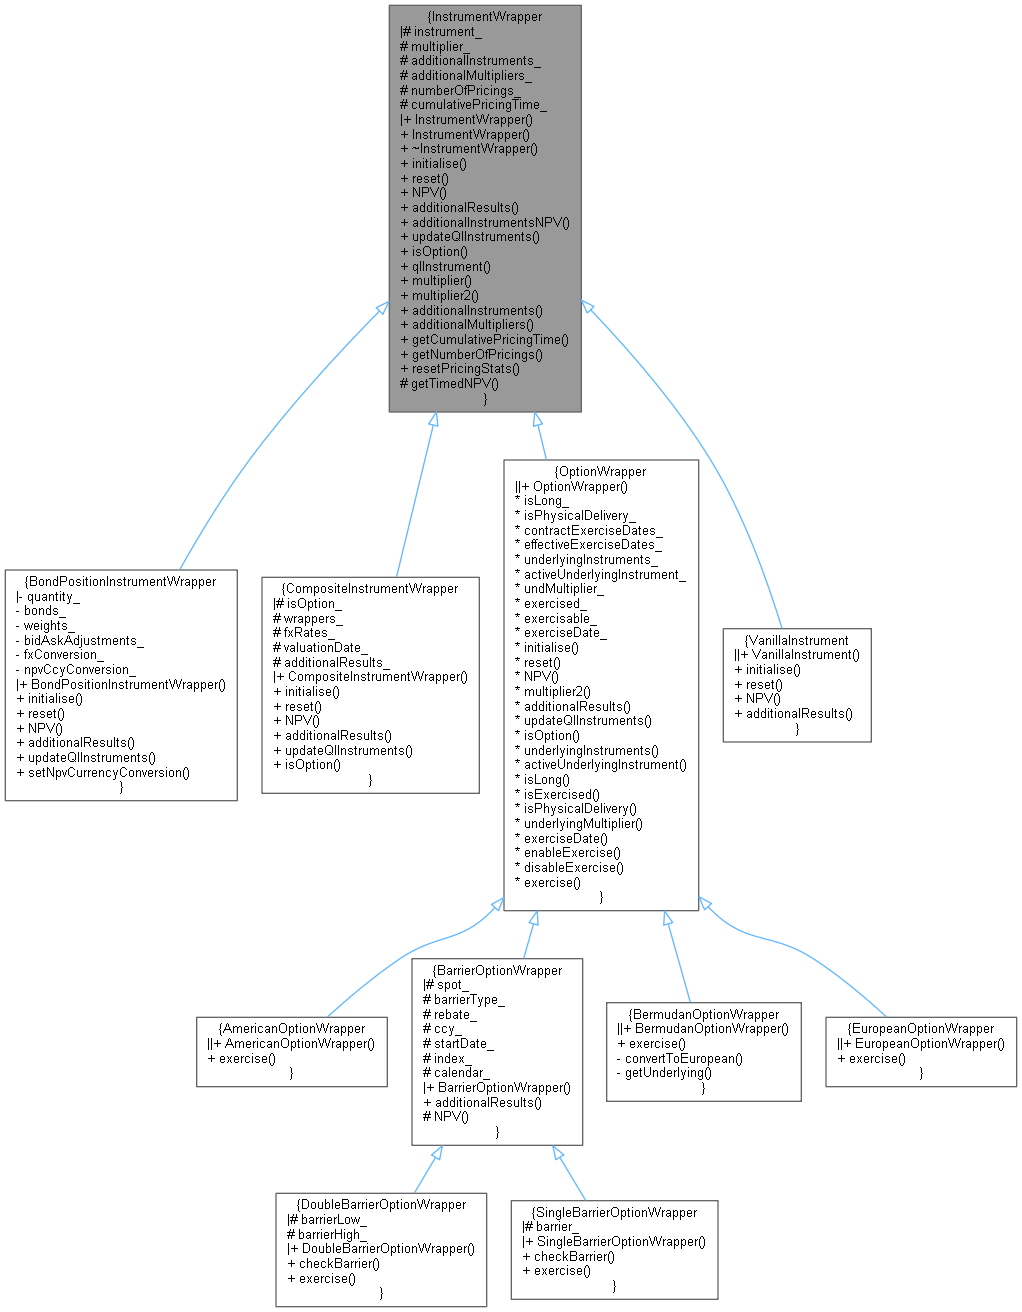 {InstrumentWrapper
|# instrument_
# multiplier_
# additionalInstruments_
# additionalMultipliers_
# numberOfPricings_
# cumulativePricingTime_
|+ InstrumentWrapper()
+ InstrumentWrapper()
+ ~InstrumentWrapper()
+ initialise()
+ reset()
+ NPV()
+ additionalResults()
+ additionalInstrumentsNPV()
+ updateQlInstruments()
+ isOption()
+ qlInstrument()
+ multiplier()
+ multiplier2()
+ additionalInstruments()
+ additionalMultipliers()
+ getCumulativePricingTime()
+ getNumberOfPricings()
+ resetPricingStats()
# getTimedNPV()
}
{BondPositionInstrumentWrapper
|- quantity_
- bonds_
- weights_
- bidAskAdjustments_
- fxConversion_
- npvCcyConversion_
|+ BondPositionInstrumentWrapper()
+ initialise()
+ reset()
+ NPV()
+ additionalResults()
+ updateQlInstruments()
+ setNpvCurrencyConversion()
}
{CompositeInstrumentWrapper
|# isOption_
# wrappers_
# fxRates_
# valuationDate_
# additionalResults_
|+ CompositeInstrumentWrapper()
+ initialise()
+ reset()
+ NPV()
+ additionalResults()
+ updateQlInstruments()
+ isOption()
}
{OptionWrapper
||+ OptionWrapper()
* isLong_
* isPhysicalDelivery_
* contractExerciseDates_
* effectiveExerciseDates_
* underlyingInstruments_
* activeUnderlyingInstrument_
* undMultiplier_
* exercised_
* exercisable_
* exerciseDate_
* initialise()
* reset()
* NPV()
* multiplier2()
* additionalResults()
* updateQlInstruments()
* isOption()
* underlyingInstruments()
* activeUnderlyingInstrument()
* isLong()
* isExercised()
* isPhysicalDelivery()
* underlyingMultiplier()
* exerciseDate()
* enableExercise()
* disableExercise()
* exercise()
}
{VanillaInstrument
||+ VanillaInstrument()
+ initialise()
+ reset()
+ NPV()
+ additionalResults()
}
{AmericanOptionWrapper
||+ AmericanOptionWrapper()
+ exercise()
}
{BarrierOptionWrapper
|# spot_
# barrierType_
# rebate_
# ccy_
# startDate_
# index_
# calendar_
|+ BarrierOptionWrapper()
+ additionalResults()
# NPV()
}
{BermudanOptionWrapper
||+ BermudanOptionWrapper()
+ exercise()
- convertToEuropean()
- getUnderlying()
}
{EuropeanOptionWrapper
||+ EuropeanOptionWrapper()
+ exercise()
}
{DoubleBarrierOptionWrapper
|# barrierLow_
# barrierHigh_
|+ DoubleBarrierOptionWrapper()
+ checkBarrier()
+ exercise()
}
{SingleBarrierOptionWrapper
|# barrier_
|+ SingleBarrierOptionWrapper()
+ checkBarrier()
+ exercise()
}